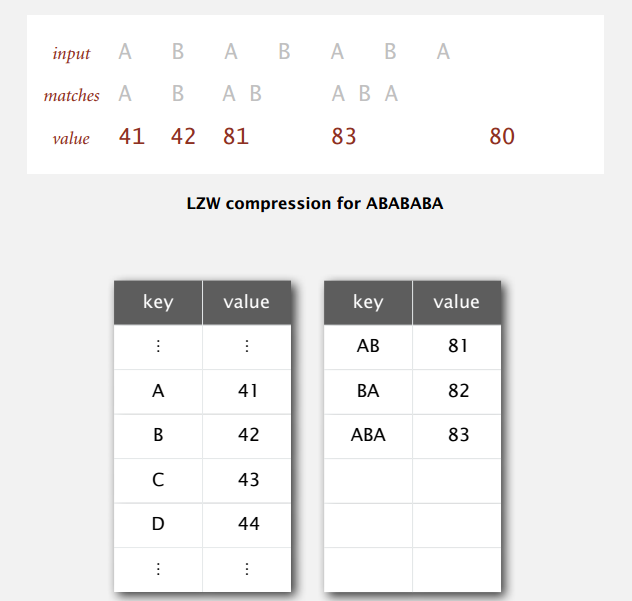 input A B A B A B A
matches A B A B A B A
value 41 42 81 83 80
LZW compression for ABABABA
key value key value
⋮ ⋮ AB 81
A 41 BA 82
B 42 ABA 83
C 43
D 44
⋮ ⋮